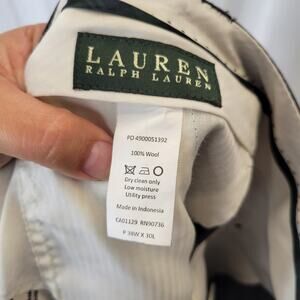 LAUREN
RALPH LAUREN
PO 4900051392
100% Wool
Dry clean only
Low moisture
Utility press
Made in Indonesia
CA01129 RN90736
P 38W X 30L